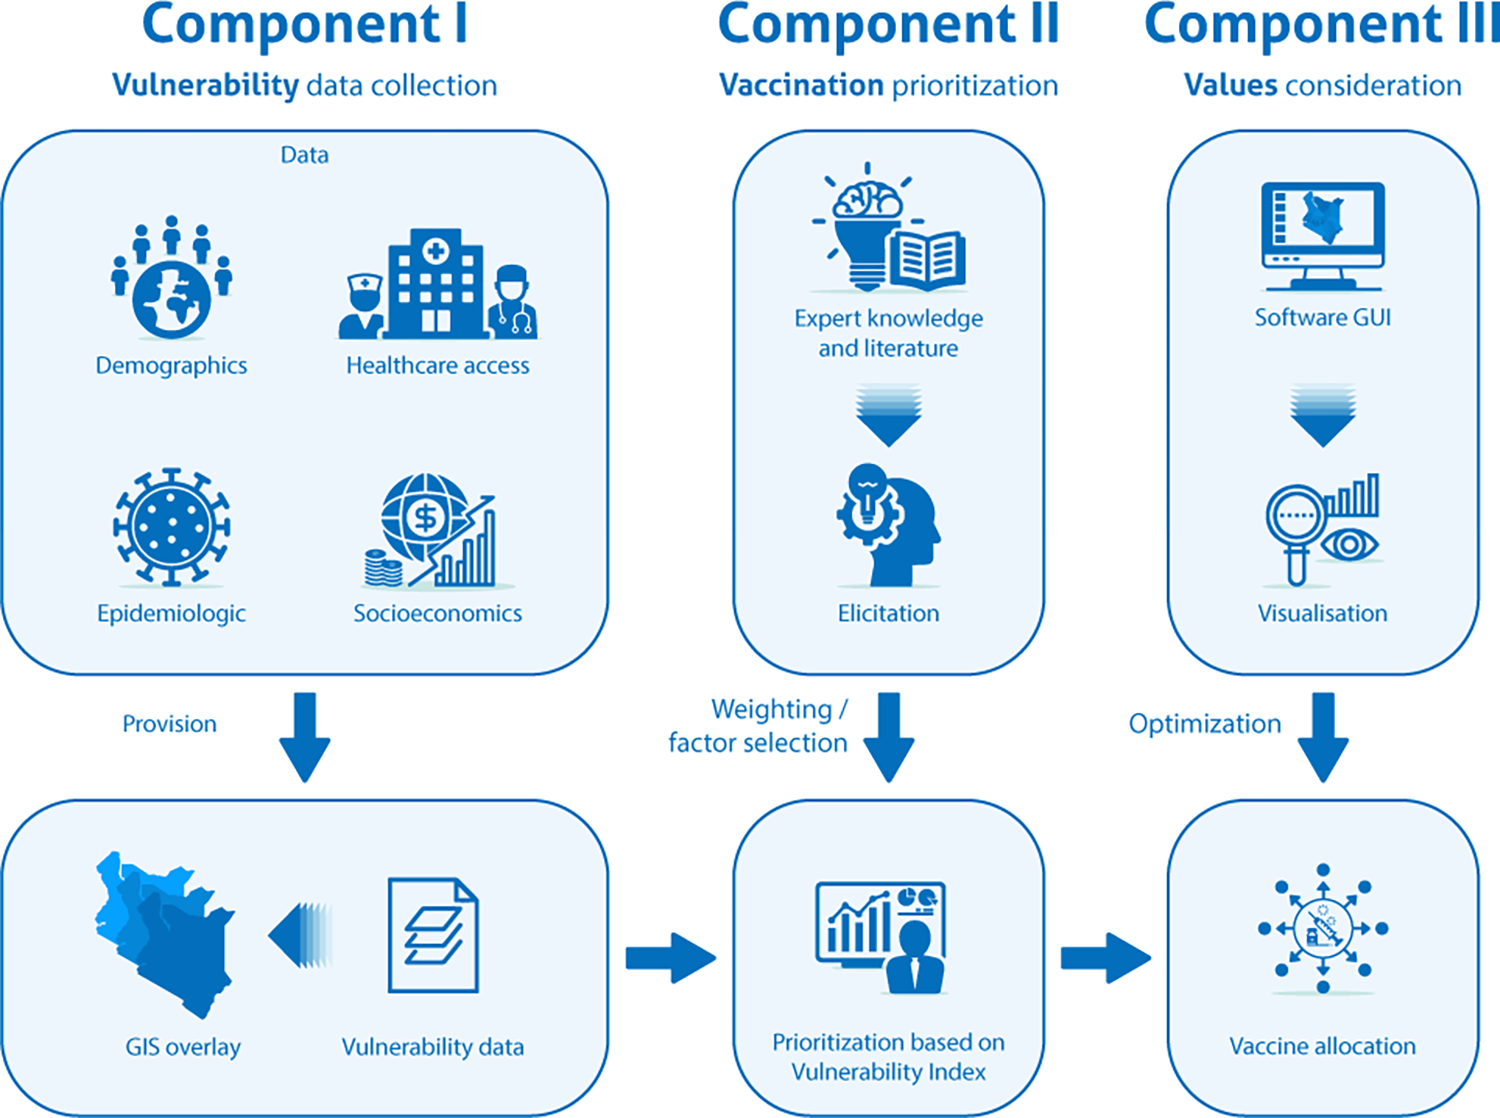 Component I
Vulnerability data collection
Data
Demographics
Healthcare access
Epidemiologic
Socioeconomics
Provision
GIS overlay
Vulnerability data
Component II
Vaccination prioritization
Expert knowledge
and literature
Elicitation
Weighting /
factor selection
Prioritization based on
Vulnerability Index
Component III
Values consideration
Software GUI
Visualisation
Optimization
Vaccine allocation